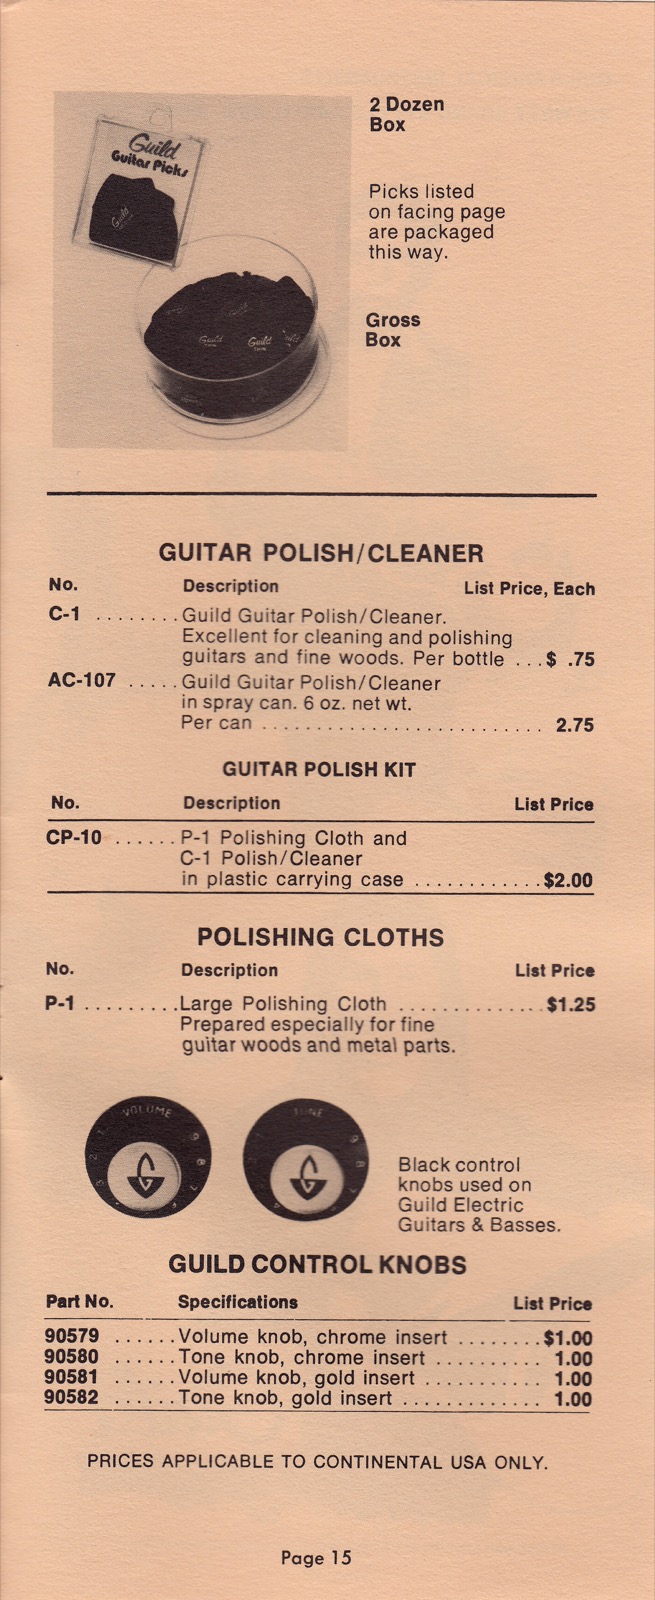 Guild
Guitar Picks
Guild
2 Dozen
Box
Picks listed
on facing page
are packaged
this way.
Guild
Guild
Gross
Box
GUITAR POLISH/CLEANER
No. Description List Price, Each
C-1 ........Guild Guitar Polish/Cleaner.
Excellent for cleaning and polishing
guitars and fine woods. Per bottle ...$ .75
AC-107 .....Guild Guitar Polish/Cleaner
in spray can. 6 oz. net wt.
Per can .......................... 2.75
GUITAR POLISH KIT
No. Description List Price
CP-10 ......P-1 Polishing Cloth and
C-1 Polish/Cleaner
in plastic carrying case ............$2.00
POLISHING CLOTHS
No. Description List Price
P-1 .........Large Polishing Cloth ..............$1.25
Prepared especially for fine
guitar woods and metal parts.
VOLUME TONE
Black control
knobs used on
Guild Electric
Guitars & Basses.
GUILD CONTROL KNOBS
Part No. Specifications List Price
90579 ......Volume knob, chrome insert ........$1.00
90580 ......Tone knob, chrome insert .......... 1.00
90581 ......Volume knob, gold insert ........... 1.00
90582 ......Tone knob, gold insert ............. 1.00
PRICES APPLICABLE TO CONTINENTAL USA ONLY.
Page 15